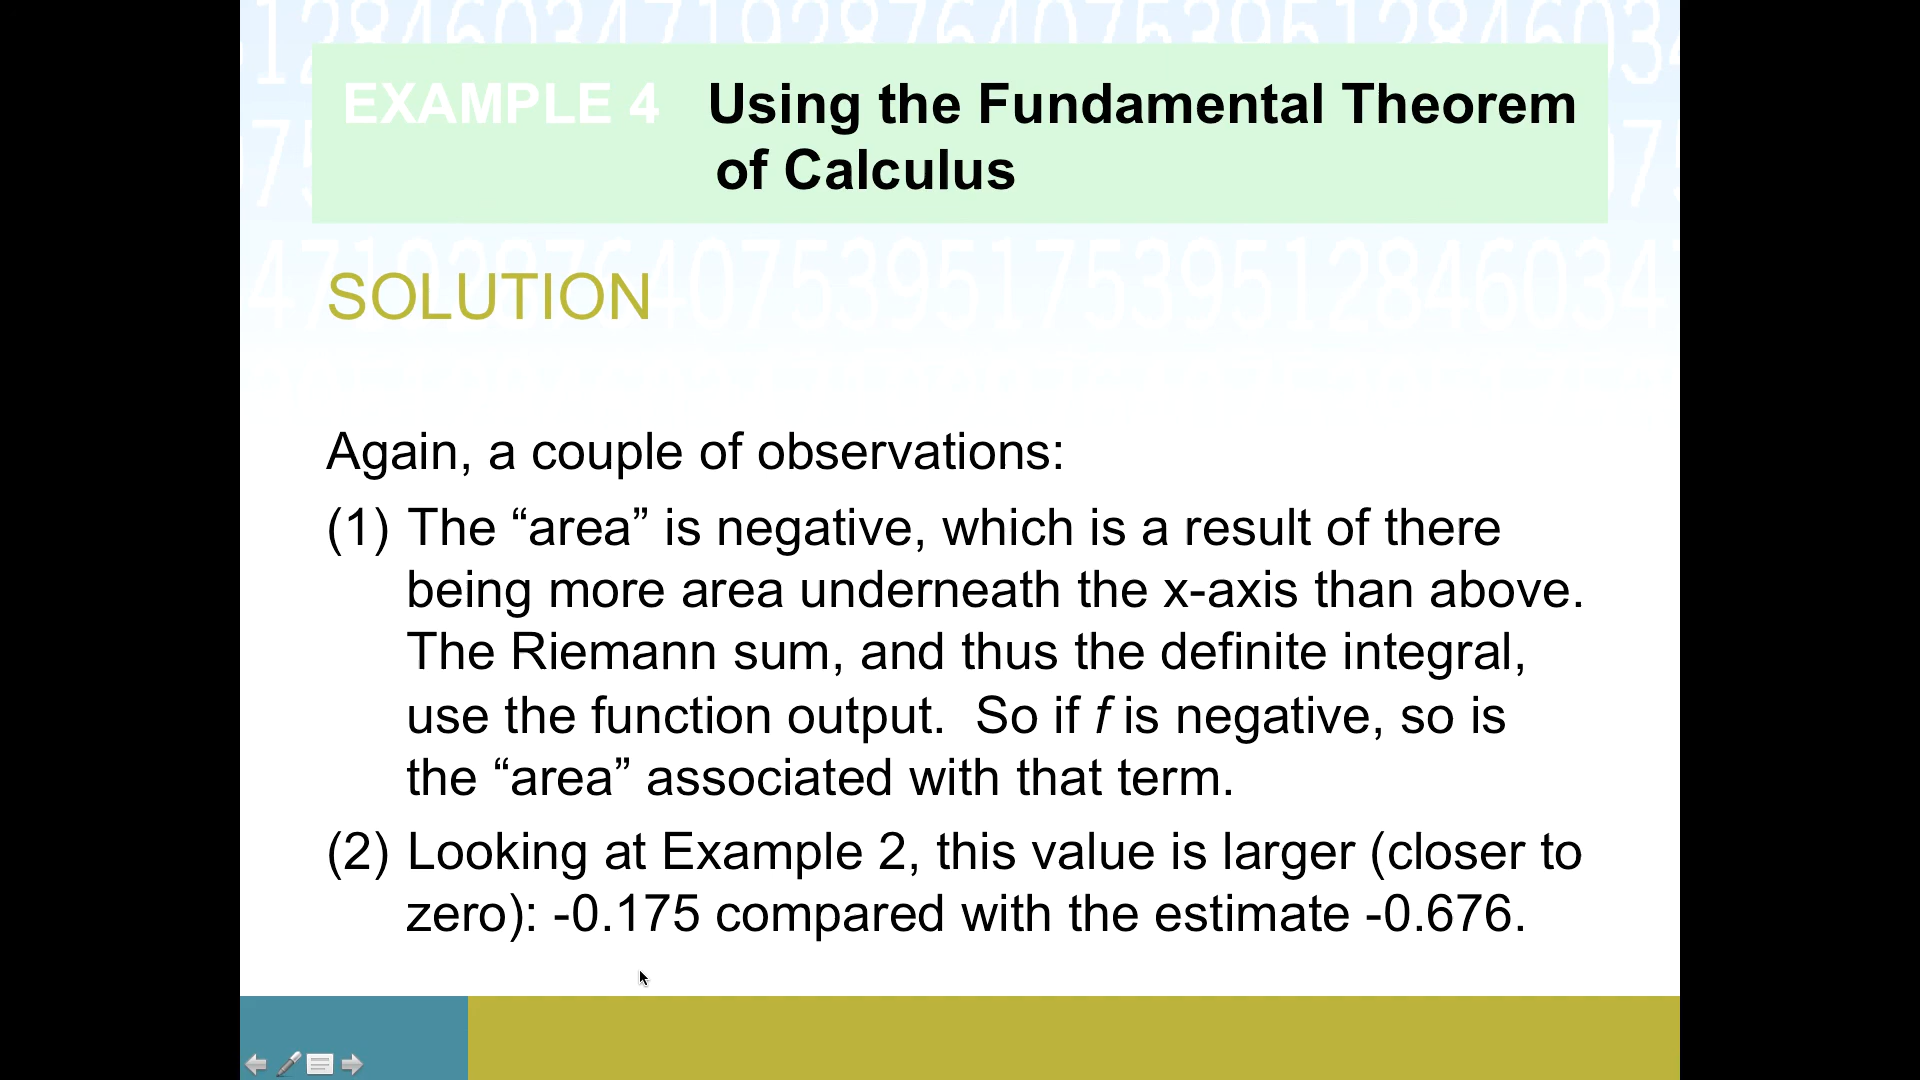 EXAMPLE 4 Using the Fundamental Theorem
of Calculus
SOLUTION
Again, a couple of observations:
(1) The “area” is negative, which is a result of there
being more area underneath the x-axis than above.
The Riemann sum, and thus the definite integral,
use the function output.  So if f is negative, so is
the “area” associated with that term.
(2) Looking at Example 2, this value is larger (closer to
zero): -0.175 compared with the estimate -0.676.